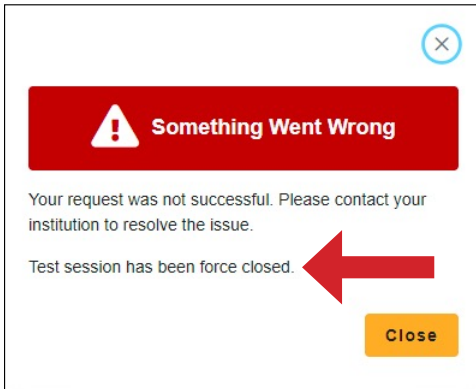 Something Went Wrong
Your request was not successful. Please contact your
institution to resolve the issue.
Test session has been force closed.
Close